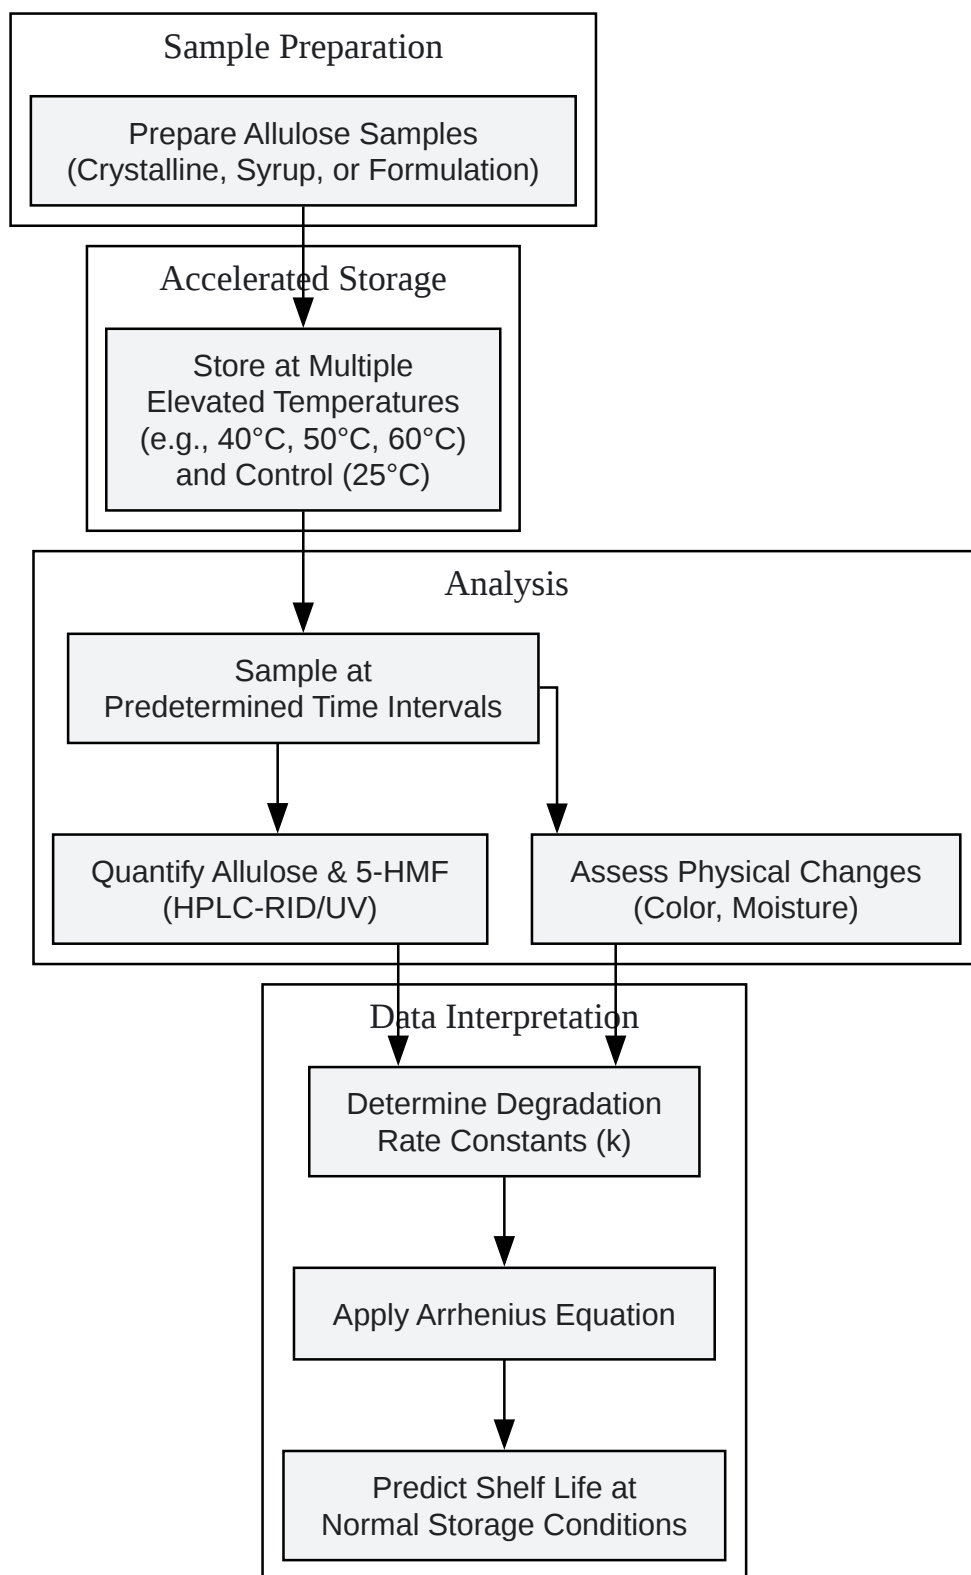 Sample Preparation
Prepare Allulose Samples
(Crystalline, Syrup, or Formulation)
Accelerated Storage
Store at Multiple
Elevated Temperatures
(e.g., 40°C, 50°C, 60°C)
and Control (25°C)
Analysis
Sample at
Predetermined Time Intervals
Quantify Allulose & 5-HMF
(HPLC-RID/UV)
Assess Physical Changes
(Color, Moisture)
Data Interpretation
Determine Degradation
Rate Constants (k)
Apply Arrhenius Equation
Predict Shelf Life at
Normal Storage Conditions